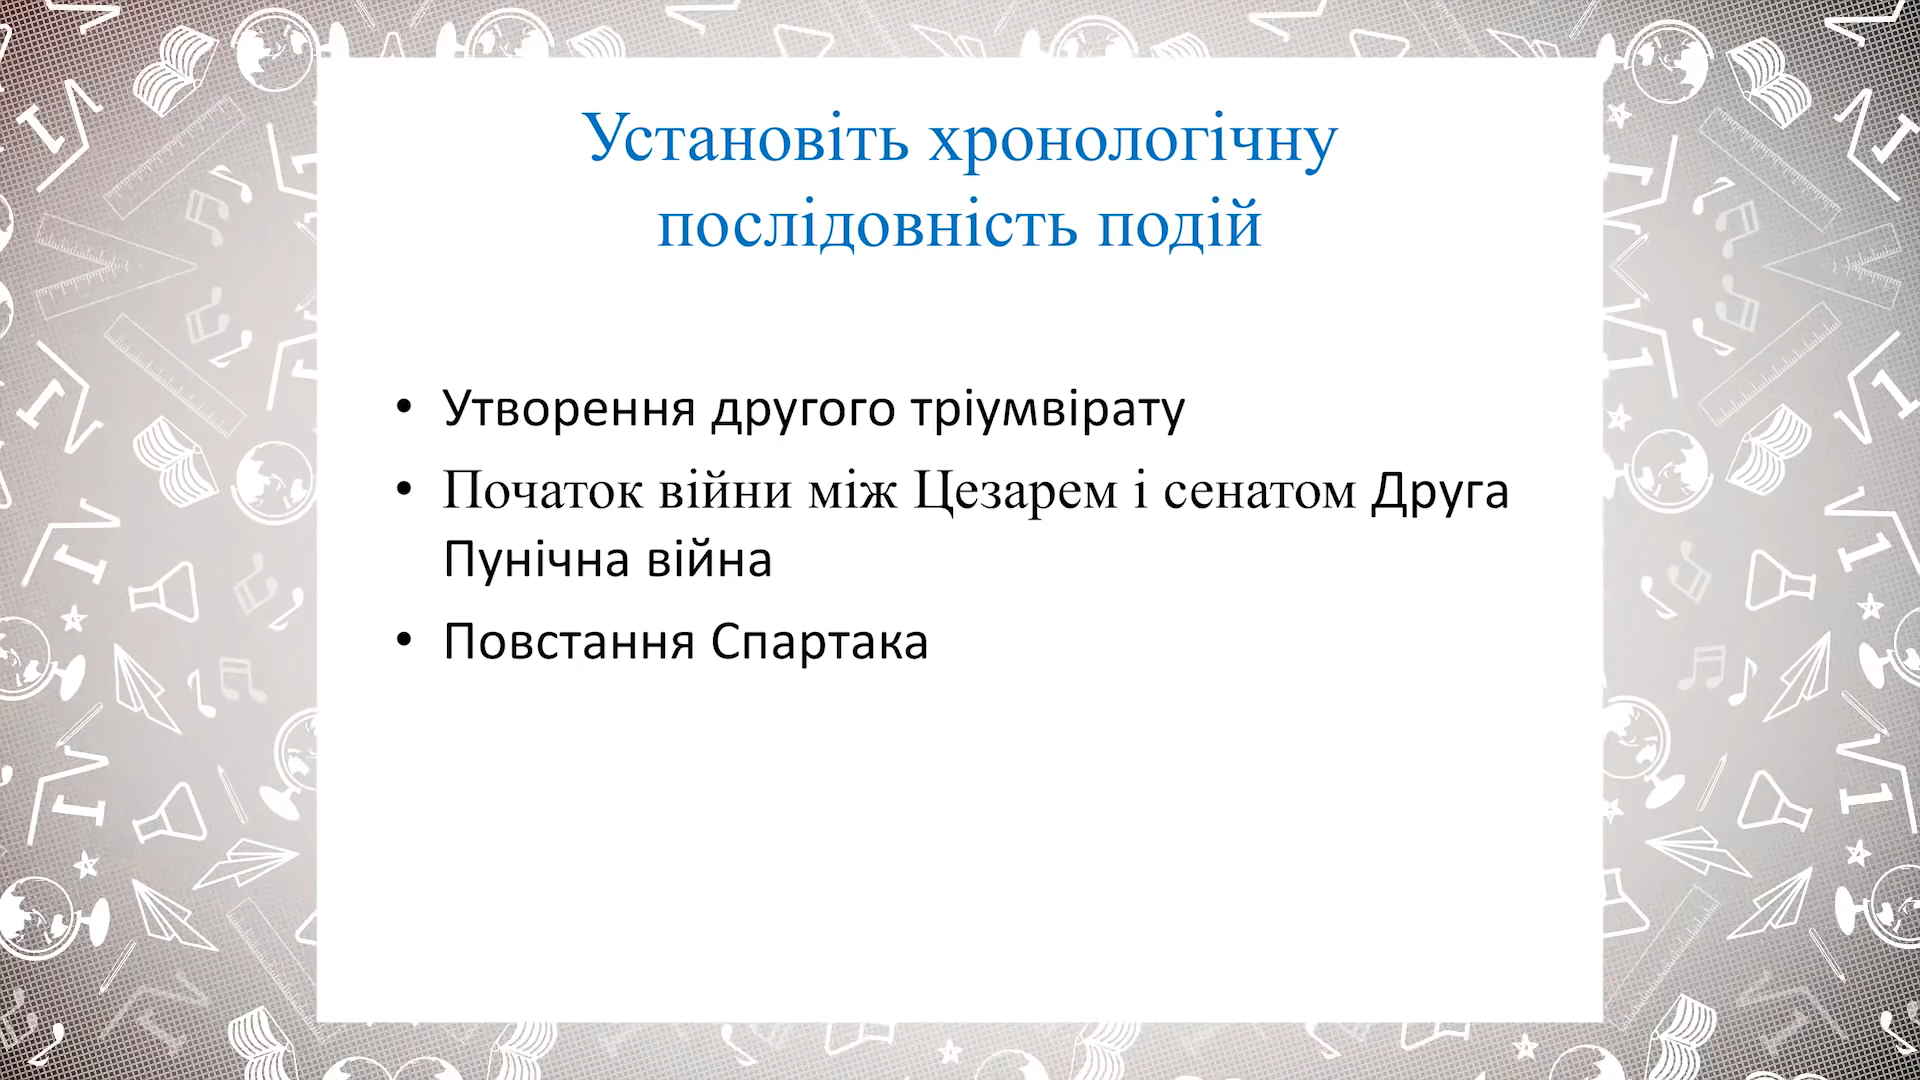 Установіть хронологічну
послідовність подій
• Утворення другого тріумвірату
• Початок війни між Цезарем і сенатом Друга
Пунічна війна
• Повстання Спартака